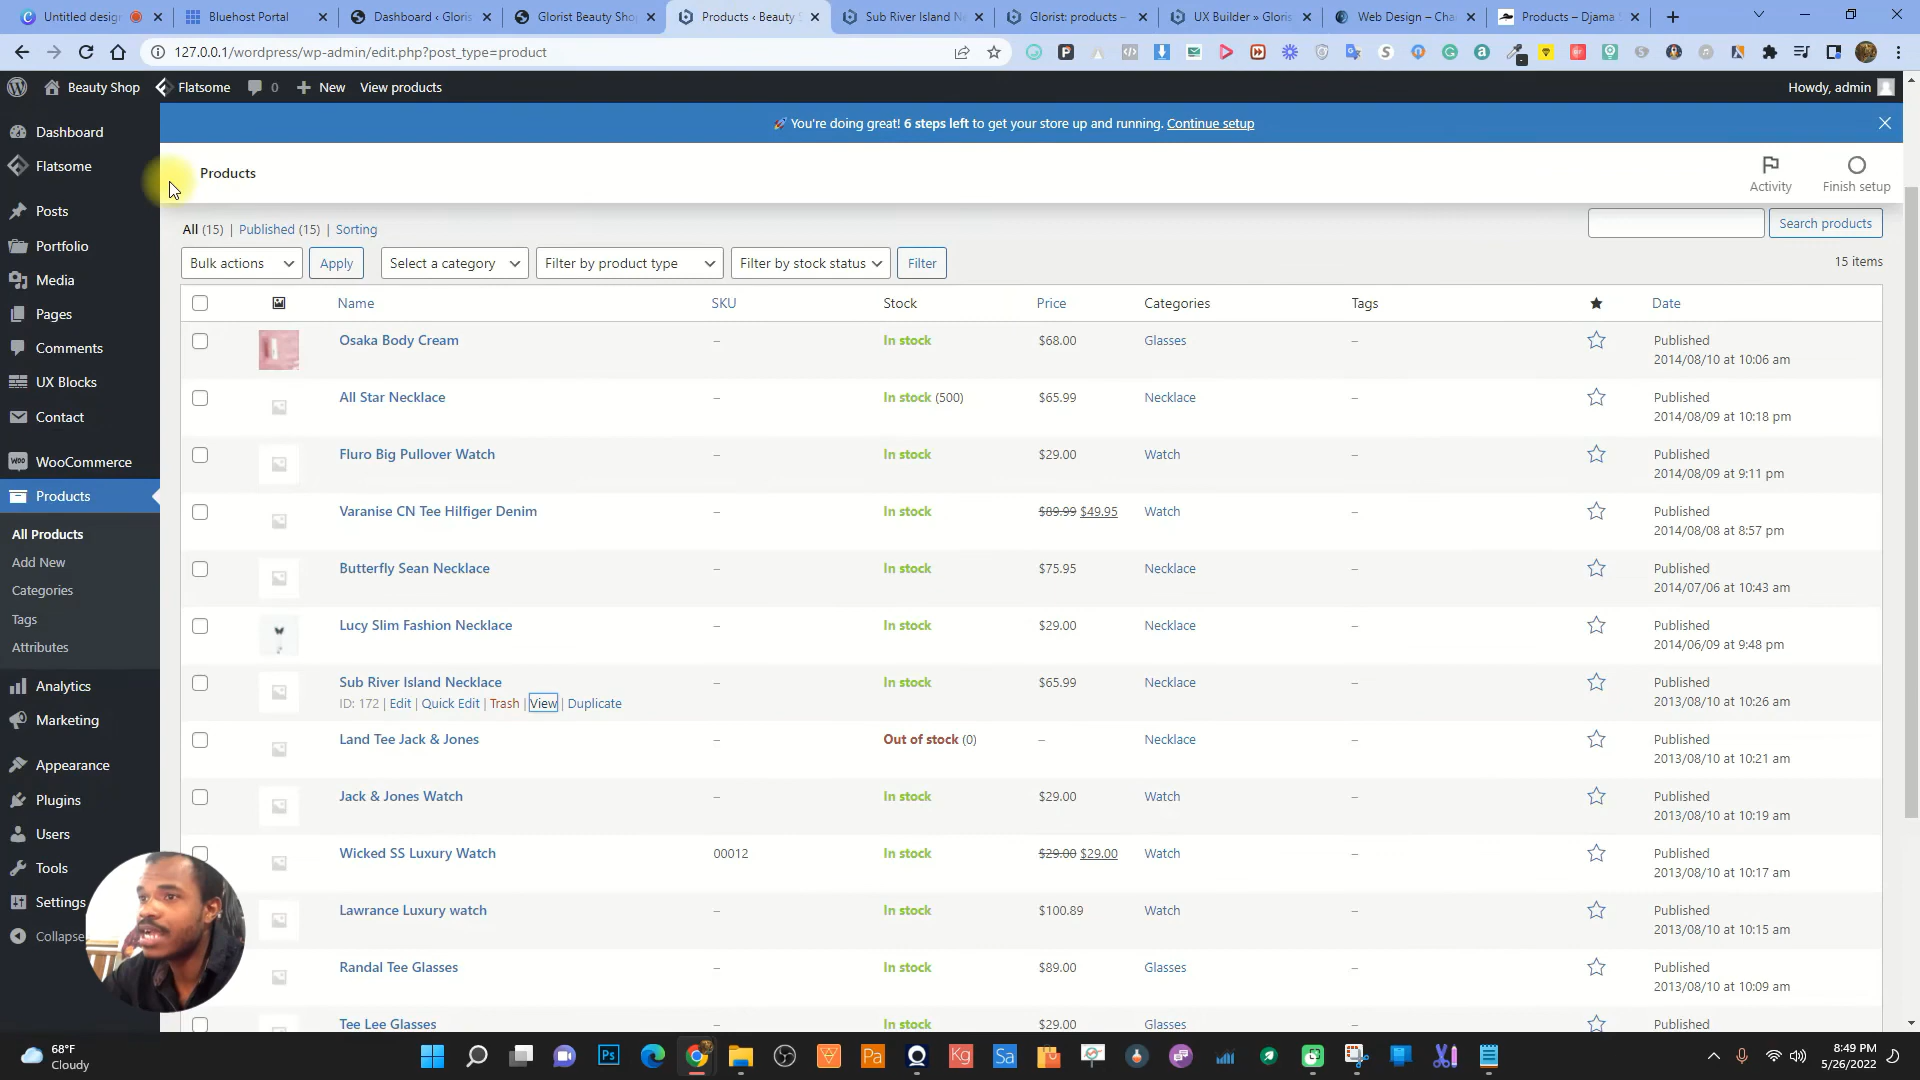 Untitled design
Bluehost Portal
Dashboard ‹ Gloris
Glorist Beauty Shop
Products ‹ Beauty S
Sub River Island Ne
Glorist: products –
UX Builder » Gloris
Web Design – Cha
Products – Djama S
127.0.0.1/wordpress/wp-admin/edit.php?post_type=product
Beauty Shop
Flatsome
0
New
View products
Howdy, admin
You're doing great! 6 steps left to get your store up and running. Continue setup
Products
Activity
Finish setup
Dashboard
Flatsome
Posts
Portfolio
Media
Pages
Comments
UX Blocks
Contact
WooCommerce
Products
All Products
Add New
Categories
Tags
Attributes
Analytics
Marketing
Appearance
Plugins
Users
Tools
Settings
Collapse
All (15) | Published (15) | Sorting
Search products
Bulk actions
Apply
Select a category
Filter by product type
Filter by stock status
Filter
15 items
Name SKU Stock Price Categories Tags Date
Osaka Body Cream – In stock $68.00 Glasses – Published
2014/08/10 at 10:06 am
All Star Necklace – In stock (500) $65.99 Necklace – Published
2014/08/09 at 10:18 pm
Fluro Big Pullover Watch – In stock $29.00 Watch – Published
2014/08/09 at 9:11 pm
Varanise CN Tee Hilfiger Denim – In stock $89.99 $49.95 Watch – Published
2014/08/08 at 8:57 pm
Butterfly Sean Necklace – In stock $75.95 Necklace – Published
2014/07/06 at 10:43 am
Lucy Slim Fashion Necklace – In stock $29.00 Necklace – Published
2014/06/09 at 9:48 pm
Sub River Island Necklace – In stock $65.99 Necklace – Published
ID: 172 | Edit | Quick Edit | Trash | View | Duplicate
2013/08/10 at 10:26 am
Land Tee Jack & Jones – Out of stock (0) – Necklace – Published
2013/08/10 at 10:21 am
Jack & Jones Watch – In stock $29.00 Watch – Published
2013/08/10 at 10:19 am
Wicked SS Luxury Watch 00012 In stock $29.00 $29.00 Watch – Published
2013/08/10 at 10:17 am
Lawrance Luxury watch – In stock $100.89 Watch – Published
2013/08/10 at 10:15 am
Randal Tee Glasses – In stock $89.00 Glasses – Published
2013/08/10 at 10:09 am
Tee Lee Glasses – In stock $29.00 Glasses – Published
68°F
Cloudy
Ps
Pa
Kg
Sa
8:49 PM
5/26/2022